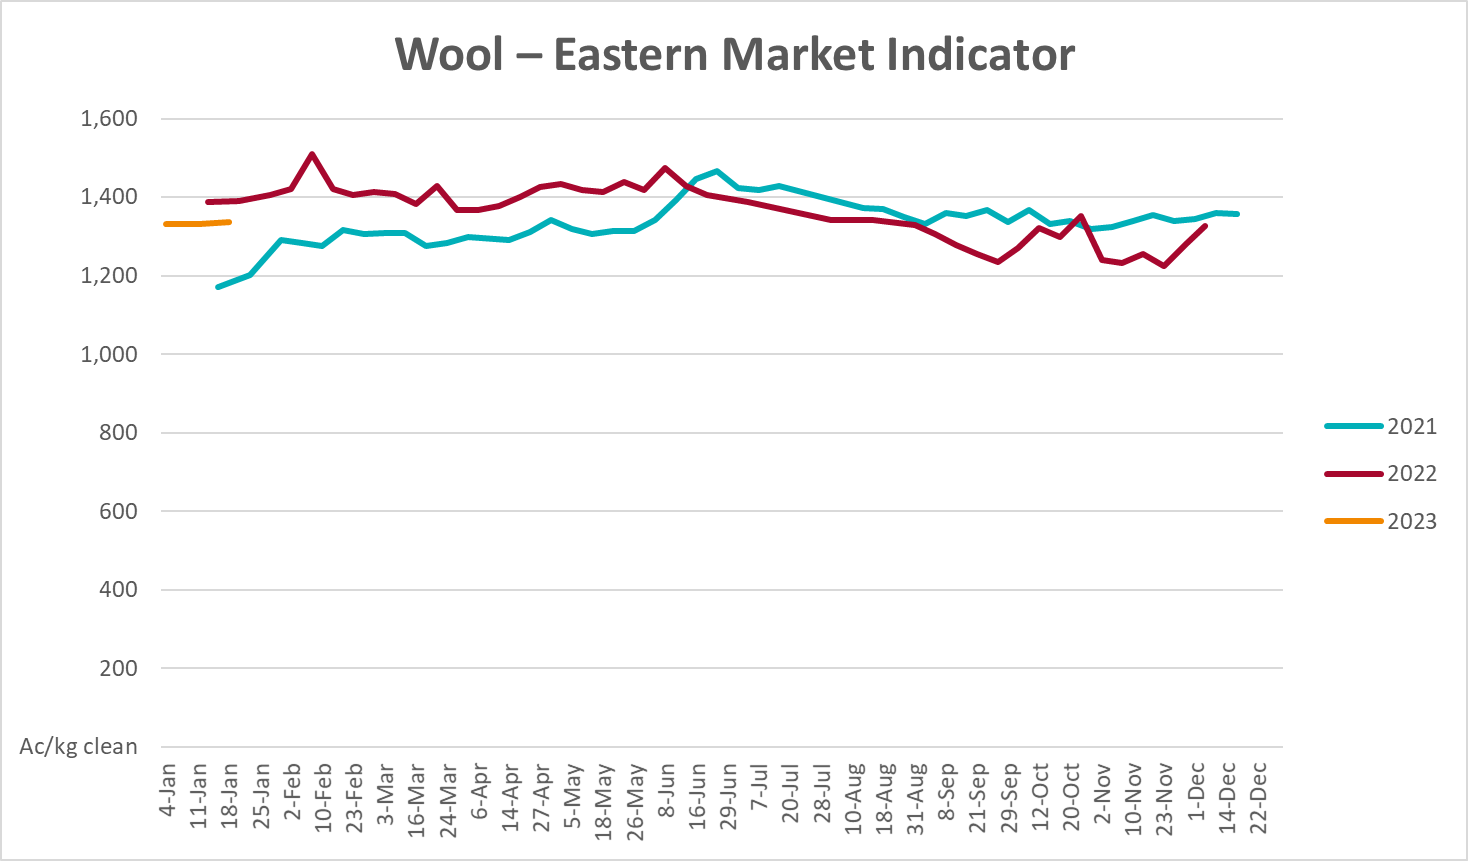 Wool – Eastern Market Indicator
1,600
1,400
1,200
1,000
800
600
400
200
Ac/kg clean
4-Jan
11-Jan
18-Jan
25-Jan
2-Feb
10-Feb
23-Feb
3-Mar
16-Mar
24-Mar
6-Apr
14-Apr
27-Apr
5-May
18-May
26-May
8-Jun
16-Jun
29-Jun
7-Jul
20-Jul
28-Jul
10-Aug
18-Aug
31-Aug
8-Sep
21-Sep
29-Sep
12-Oct
20-Oct
2-Nov
10-Nov
23-Nov
1-Dec
14-Dec
22-Dec
2021
2022
2023